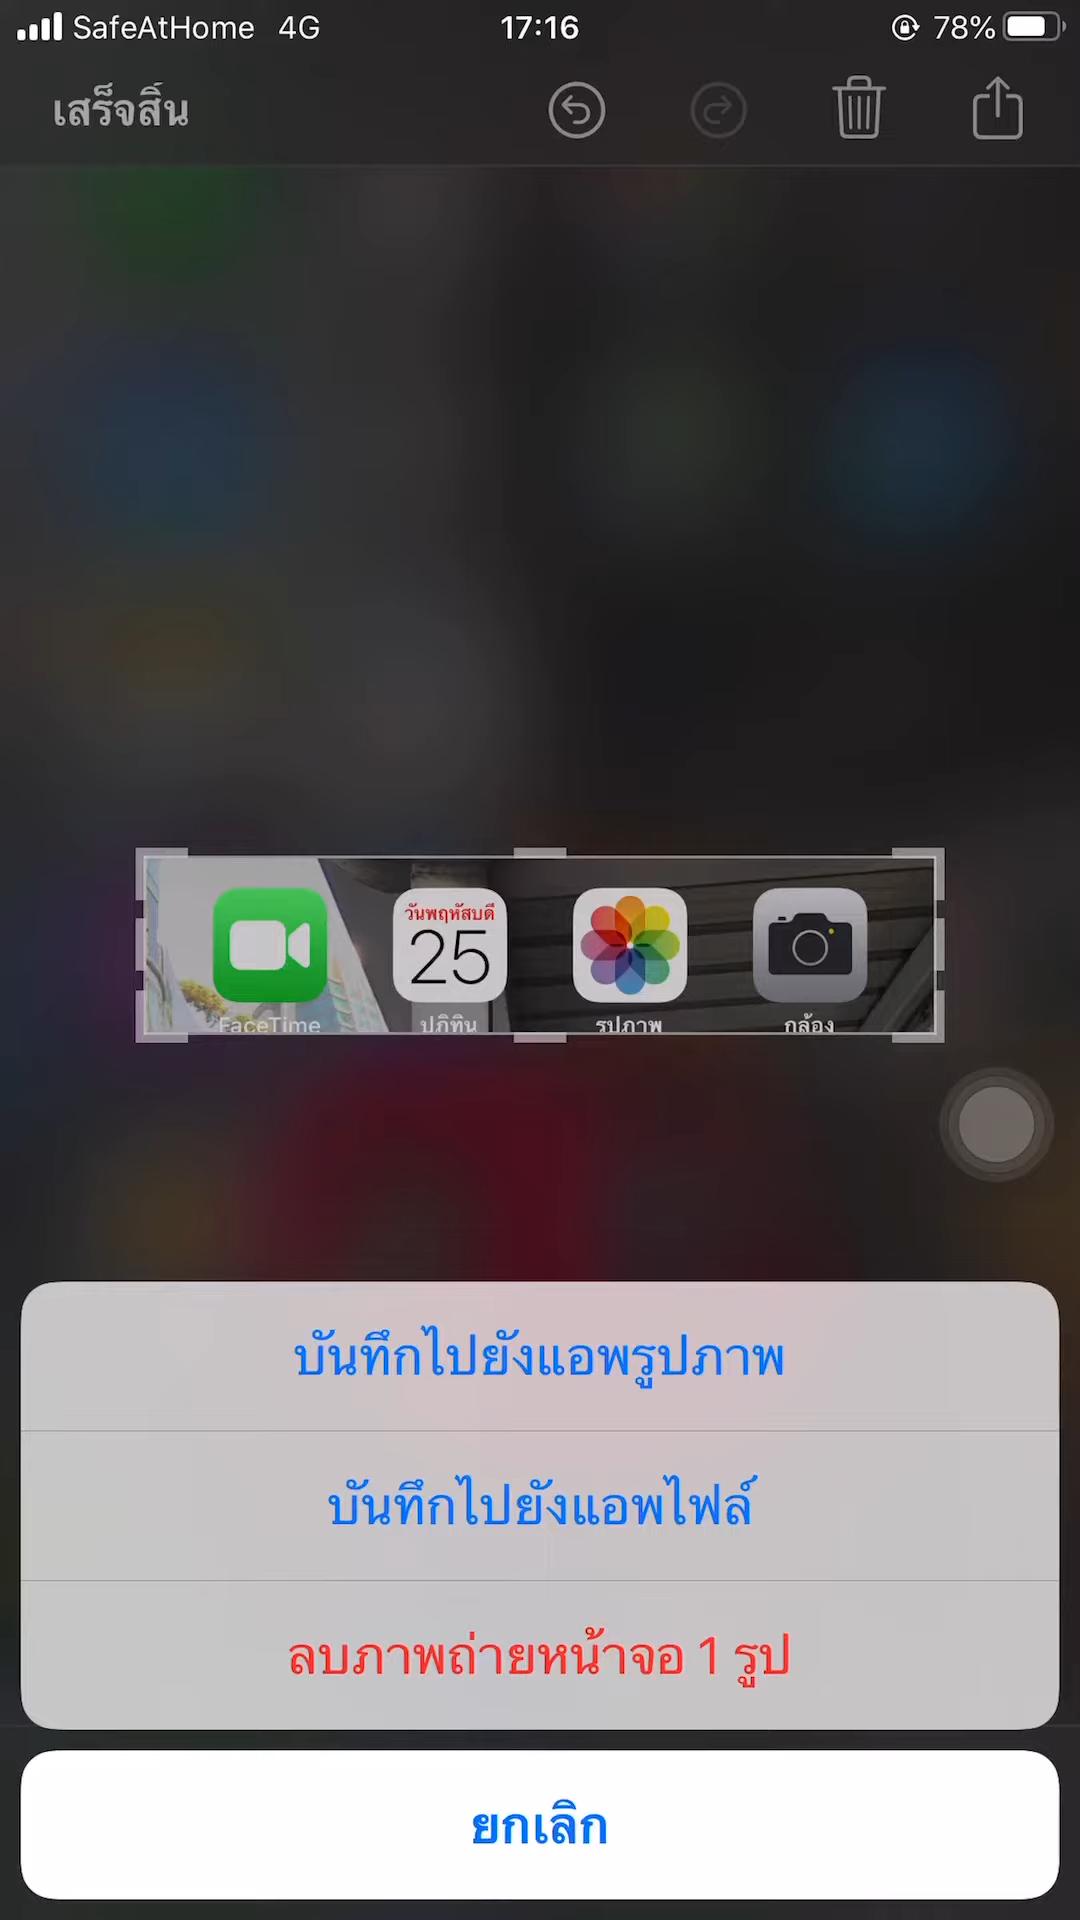 SafeAtHome 4G 17:16 78%
เสร็จสิ้น
วันพฤหัสบดี
25
FaceTime ปฏิทิน รูปภาพ กล้อง
บันทึกไปยังแอพรูปภาพ
บันทึกไปยังแอพไฟล์
ลบภาพถ่ายหน้าจอ 1 รูป
ยกเลิก